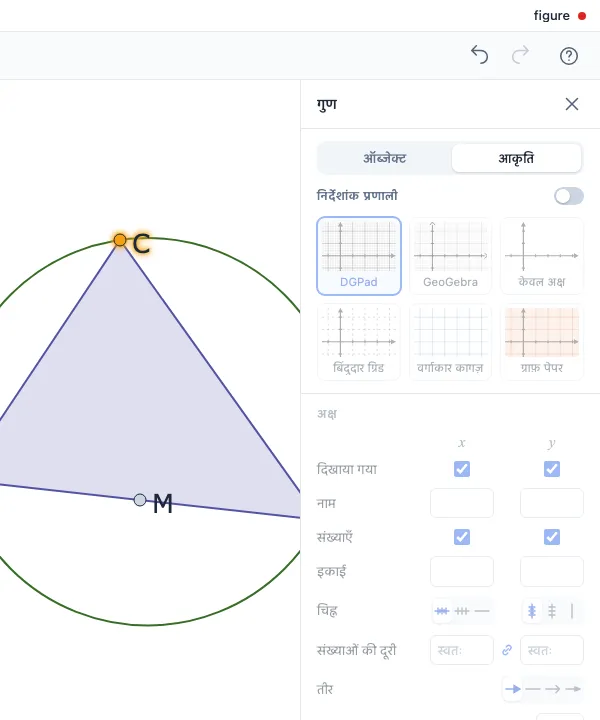 figure
गुण
ऑब्जेक्ट
आकृति
निर्देशांक प्रणाली
DGPad
GeoGebra
केवल अक्ष
बिंदुदार ग्रिड
वर्गाकार कागज़
ग्राफ़ पेपर
अक्ष
x
y
दिखाया गया
नाम
संख्याएँ
इकाई
चिह्न
संख्याओं की दूरी
स्वतः
स्वतः
तीर
C
M